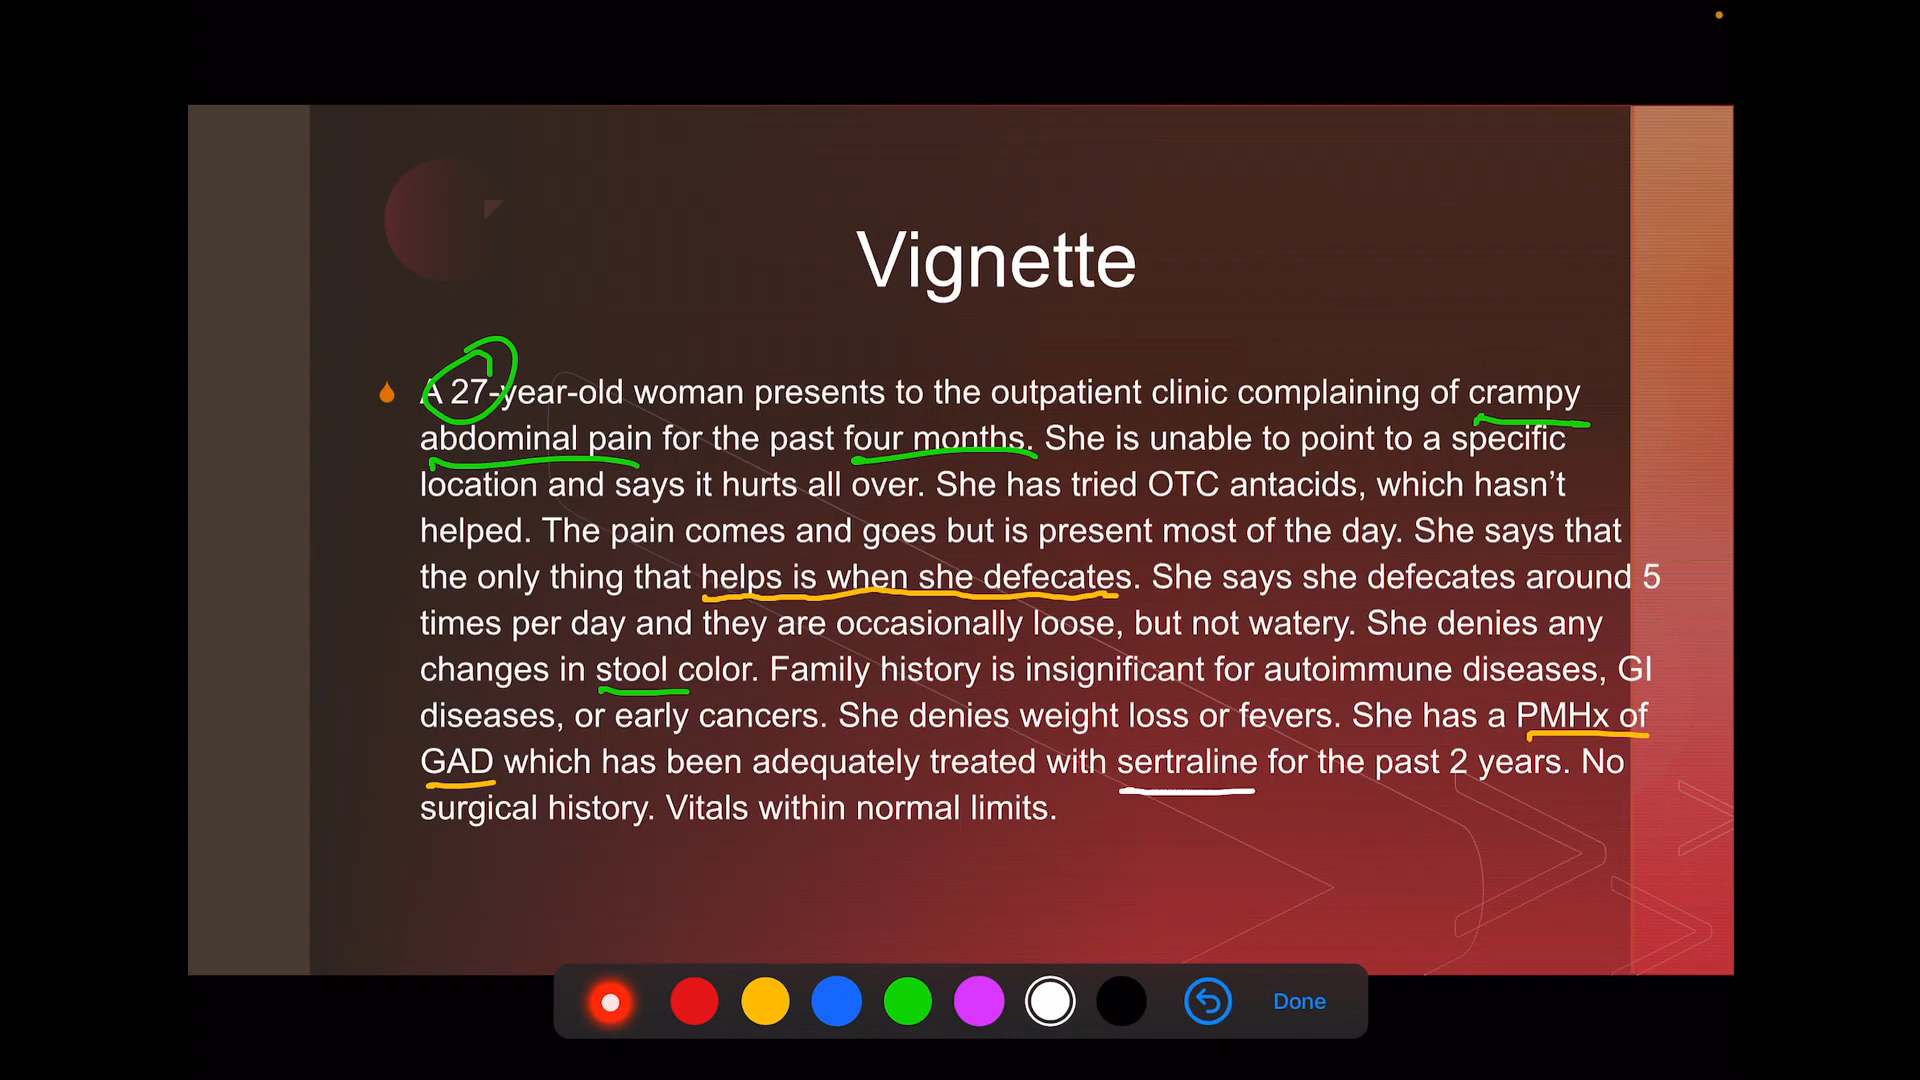 Vignette
A 27-year-old woman presents to the outpatient clinic complaining of crampy
abdominal pain for the past four months. She is unable to point to a specific
location and says it hurts all over. She has tried OTC antacids, which hasn’t
helped. The pain comes and goes but is present most of the day. She says that
the only thing that helps is when she defecates. She says she defecates around 5
times per day and they are occasionally loose, but not watery. She denies any
changes in stool color. Family history is insignificant for autoimmune diseases, GI
diseases, or early cancers. She denies weight loss or fevers. She has a PMHx of
GAD which has been adequately treated with sertraline for the past 2 years. No
surgical history. Vitals within normal limits.
Done